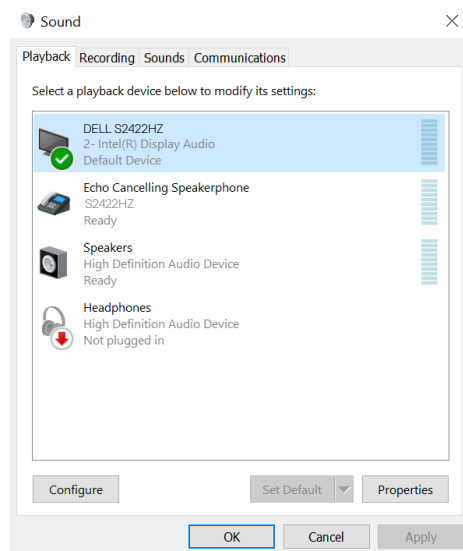 Sound
Playback Recording Sounds Communications
Select a playback device below to modify its settings:
DELL S2422HZ
2- Intel(R) Display Audio
Default Device
Echo Cancelling Speakerphone
S2422HZ
Ready
Speakers
High Definition Audio Device
Ready
Headphones
High Definition Audio Device
Not plugged in
Configure Set Default Properties
OK Cancel Apply